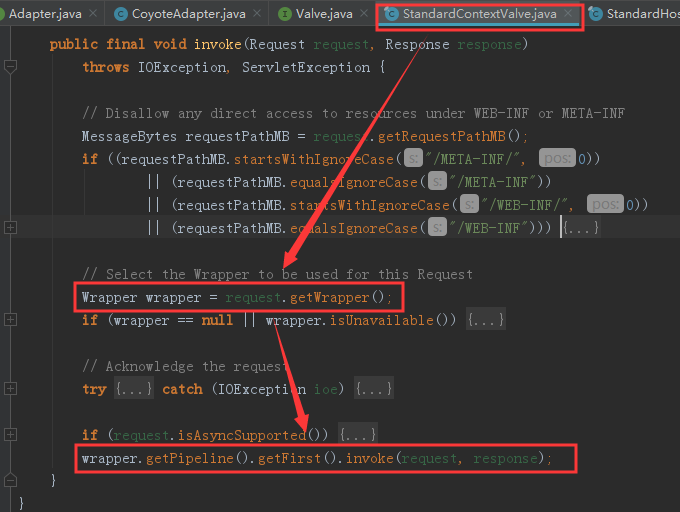 Adapter.java × CoyoteAdapter.java × Valve.java × StandardContextValve.java × StandardHos
public final void invoke(Request request, Response response)
throws IOException, ServletException {
// Disallow any direct access to resources under WEB-INF or META-INF
MessageBytes requestPathMB = request.getRequestPathMB();
if ((requestPathMB.startsWithIgnoreCase( s: "/META-INF/", pos: 0))
|| (requestPathMB.equalsIgnoreCase( s: "/META-INF"))
|| (requestPathMB.startsWithIgnoreCase( s: "/WEB-INF/", pos: 0))
|| (requestPathMB.equalsIgnoreCase( s: "/WEB-INF"))) {...}
// Select the Wrapper to be used for this Request
Wrapper wrapper = request.getWrapper();
if (wrapper == null || wrapper.isUnavailable()) {...}
// Acknowledge the request
try {...} catch (IOException ioe) {...}
if (request.isAsyncSupported()) {...}
wrapper.getPipeline().getFirst().invoke(request, response);
}
}